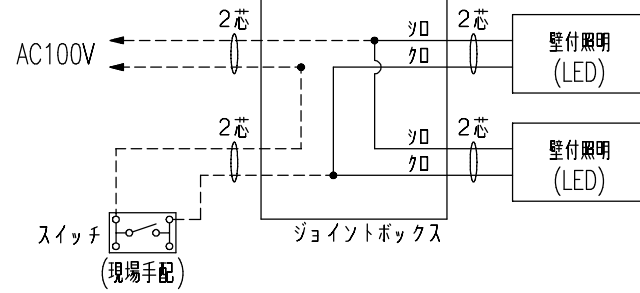 2芯
シロ
2芯
AC100V
クロ
壁付照明
(LED)
2芯
シロ
2芯
クロ
壁付照明
(LED)
スイッチ
ジョイントボックス
(現場手配)